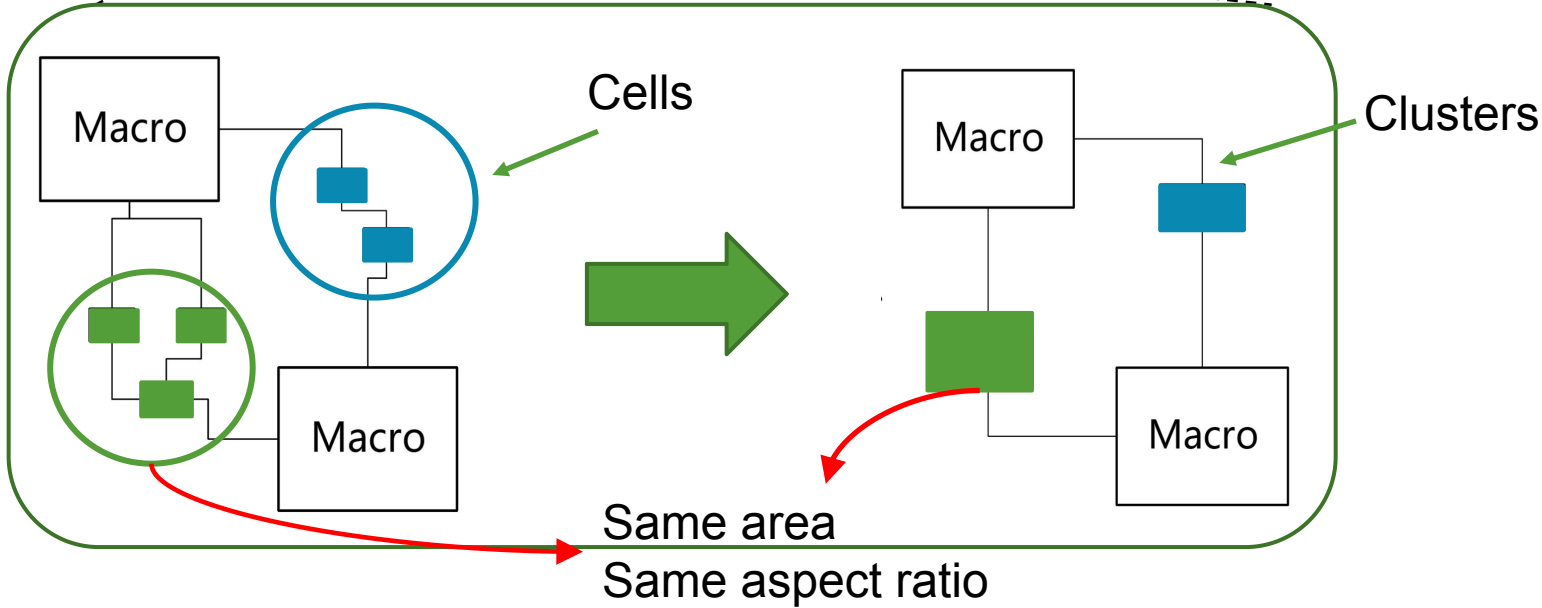 Cells
Clusters
Macro
Macro
Macro
Macro
Same area
Same aspect ratio